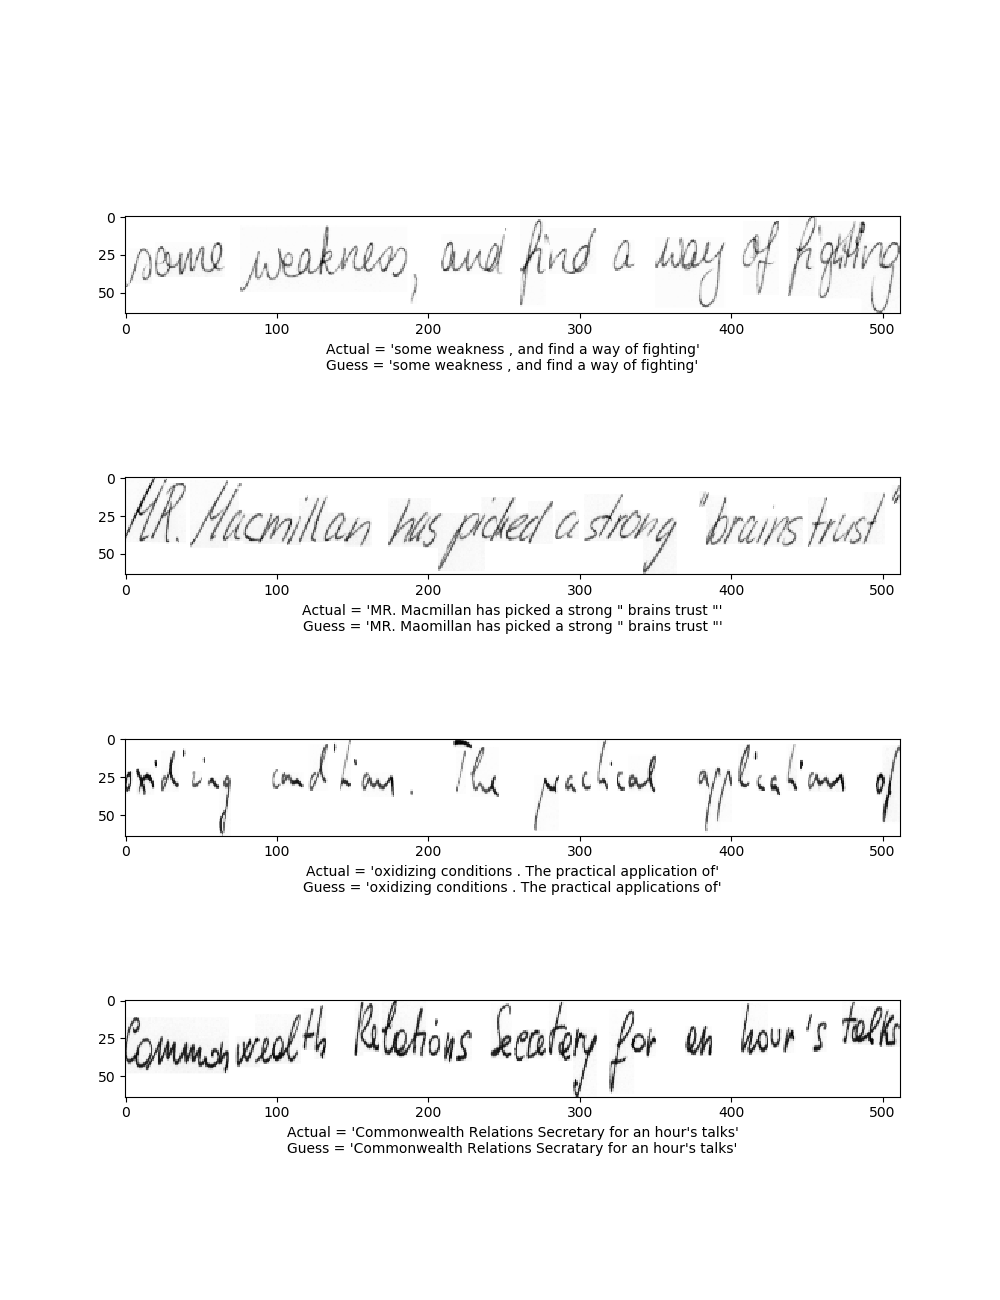 0
25
50
some weakness, and find a way of fighting
0 100 200 300 400 500
Actual = 'some weakness , and find a way of fighting'
Guess = 'some weakness , and find a way of fighting'
0
25
50
MR. Macmillan has picked a strong "brains trust"
0 100 200 300 400 500
Actual = 'MR. Macmillan has picked a strong " brains trust "'
Guess = 'MR. Maomillan has picked a strong " brains trust "'
0
25
50
oxidizing condition. The practical application of
0 100 200 300 400 500
Actual = 'oxidizing conditions . The practical application of'
Guess = 'oxidizing conditions . The practical applications of'
0
25
50
Commonwealth Relations Secretary for an hour's talks
0 100 200 300 400 500
Actual = 'Commonwealth Relations Secretary for an hour's talks'
Guess = 'Commonwealth Relations Secratary for an hour's talks'